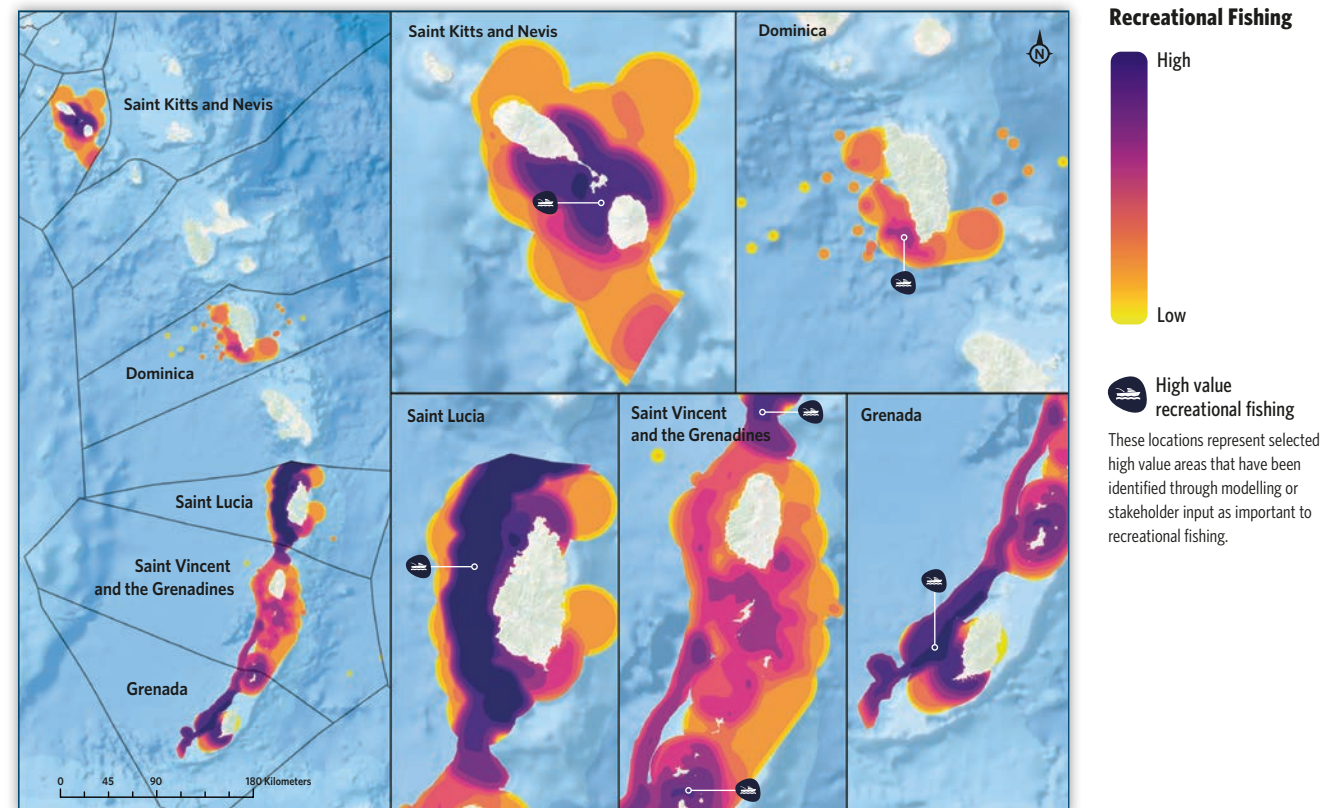 Saint Kitts and Nevis
Dominica
Saint Lucia
Saint Vincent
and the Grenadines
Grenada
0 45 90 180 Kilometers
Saint Kitts and Nevis
Dominica
N
Saint Lucia
Saint Vincent
and the Grenadines
Grenada
Recreational Fishing
High
Low
High value
recreational fishing
These locations represent selected
high value areas that have been
identified through modelling or
stakeholder input as important to
recreational fishing.